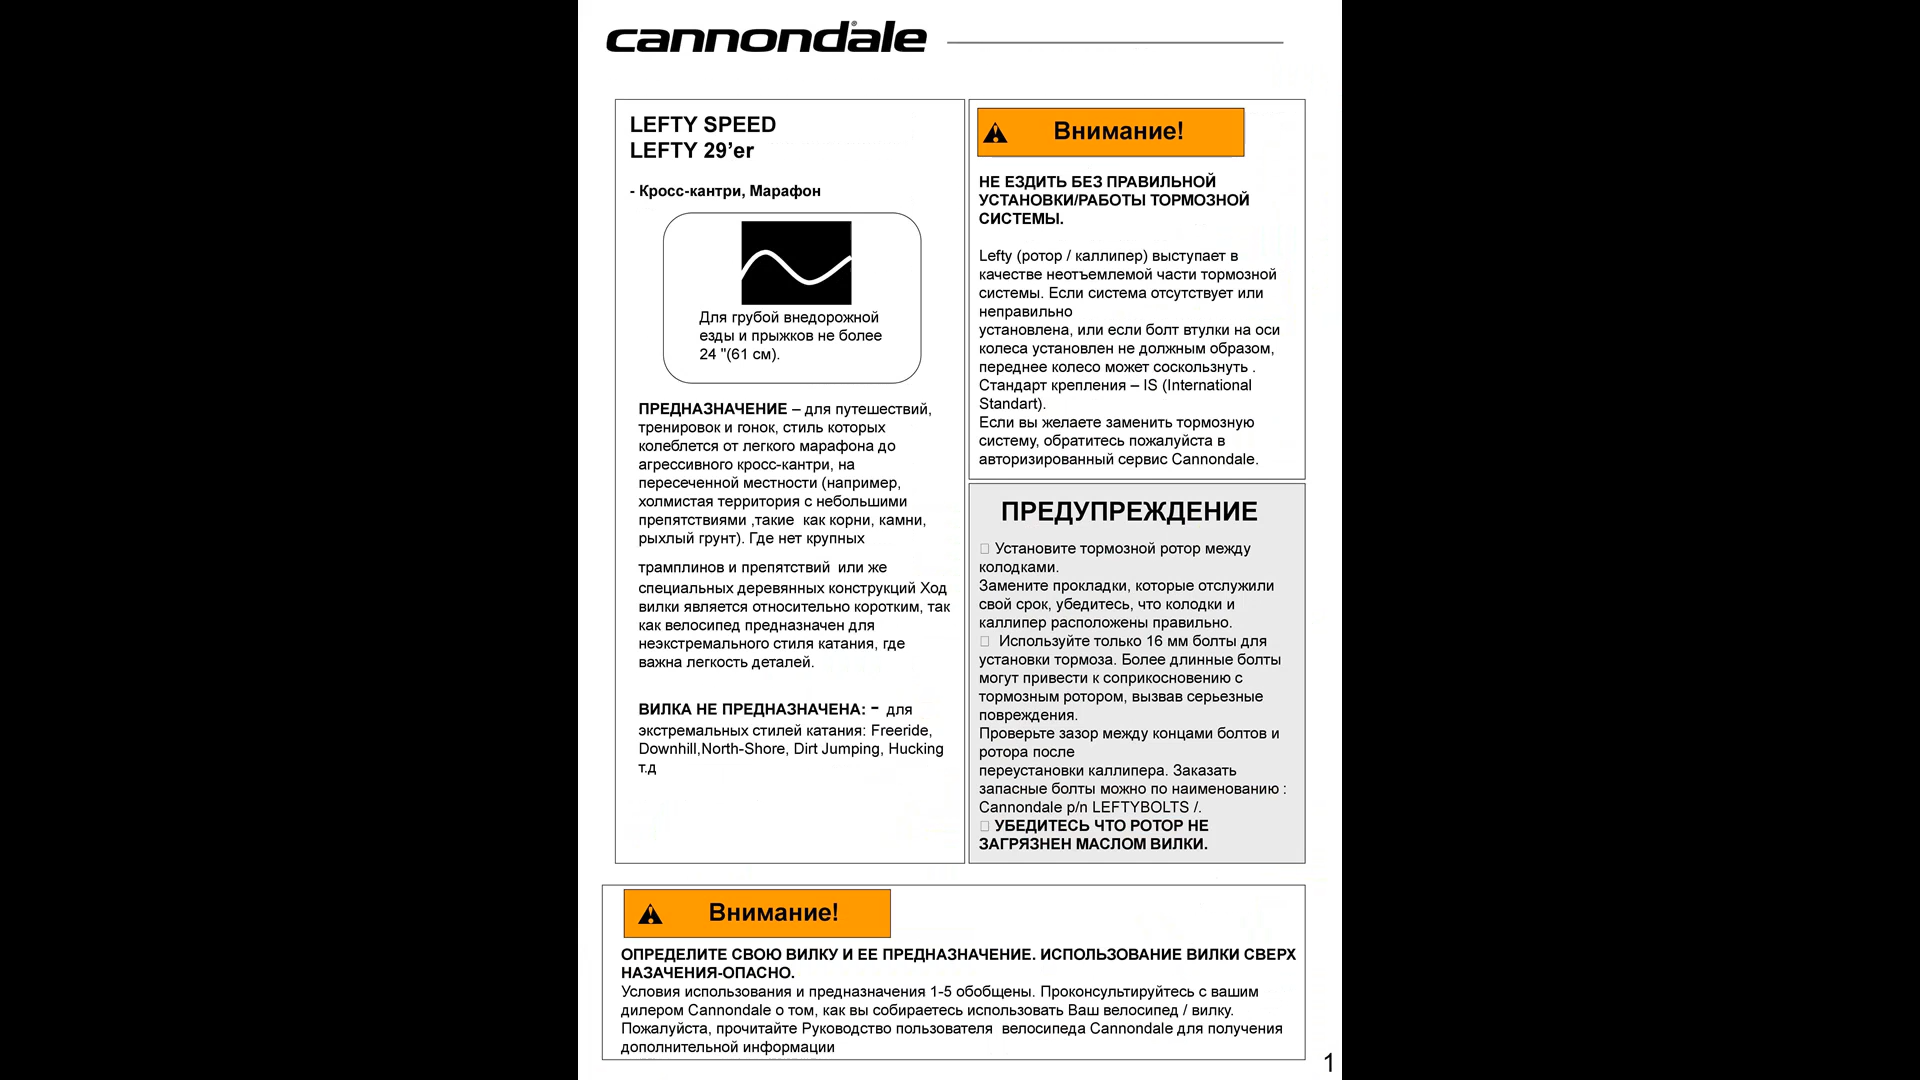 cannondale
LEFTY SPEED
LEFTY 29’er
- Кросс-кантри, Марафон
Для грубой внедорожной
езды и прыжков не более
24 "(61 см).
ПРЕДНАЗНАЧЕНИЕ – для путешествий,
тренировок и гонок, стиль которых
колеблется от легкого марафона до
агрессивного кросс-кантри, на
пересеченной местности (например,
холмистая территория с небольшими
препятствиями ,такие  как корни, камни,
рыхлый грунт). Где нет крупных
трамплинов и препятствий  или же
специальных деревянных конструкций Ход
вилки является относительно коротким, так
как велосипед предназначен для
неэкстремального стиля катания, где
важна легкость деталей.
ВИЛКА НЕ ПРЕДНАЗНАЧЕНА: -  для
экстремальных стилей катания: Freeride,
Downhill,North-Shore, Dirt Jumping, Hucking
т.д
Внимание!
НЕ ЕЗДИТЬ БЕЗ ПРАВИЛЬНОЙ
УСТАНОВКИ/РАБОТЫ ТОРМОЗНОЙ
СИСТЕМЫ.
Lefty (ротор / каллипер) выступает в
качестве неотъемлемой части тормозной
системы. Если система отсутствует или
неправильно
установлена, или если болт втулки на оси
колеса установлен не должным образом,
переднее колесо может соскользнуть .
Стандарт крепления – IS (International
Standart).
Если вы желаете заменить тормозную
систему, обратитесь пожалуйста в
авторизированный сервис Cannondale.
ПРЕДУПРЕЖДЕНИЕ
Установите тормозной ротор между
колодками.
Замените прокладки, которые отслужили
свой срок, убедитесь, что колодки и
каллипер расположены правильно.
Используйте только 16 мм болты для
установки тормоза. Более длинные болты
могут привести к соприкосновению с
тормозным ротором, вызвав серьезные
повреждения.
Проверьте зазор между концами болтов и
ротора после
переустановки каллипера. Заказать
запасные болты можно по наименованию :
Cannondale p/n LEFTYBOLTS /.
УБЕДИТЕСЬ ЧТО РОТОР НЕ
ЗАГРЯЗНЕН МАСЛОМ ВИЛКИ.
Внимание!
ОПРЕДЕЛИТЕ СВОЮ ВИЛКУ И ЕЕ ПРЕДНАЗНАЧЕНИЕ. ИСПОЛЬЗОВАНИЕ ВИЛКИ СВЕРХ
НАЗАЧЕНИЯ-ОПАСНО.
Условия использования и предназначения 1-5 обобщены. Проконсультируйтесь с вашим
дилером Cannondale о том, как вы собираетесь использовать Ваш велосипед / вилку.
Пожалуйста, прочитайте Руководство пользователя  велосипеда Cannondale для получения
дополнительной информации
1